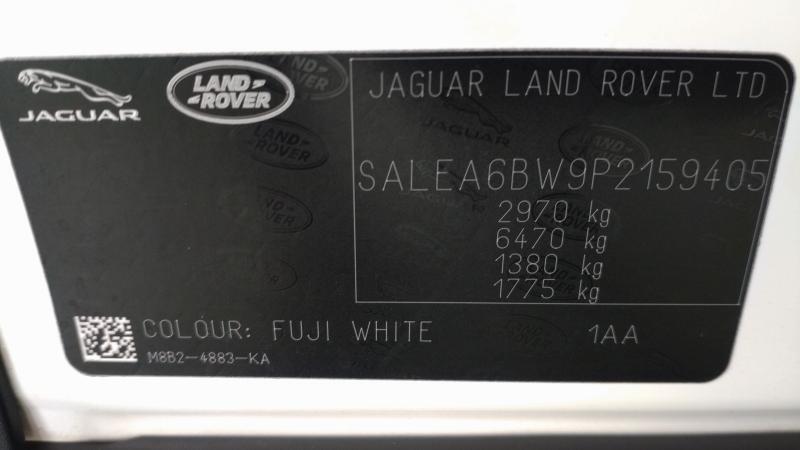 JAGUAR
LAND ROVER
JAGUAR LAND ROVER LTD
SALEA6BW9P2159405
2970 kg
6470 kg
1380 kg
1775 kg
COLOUR: FUJI WHITE 1AA
M8B2-4883-KA